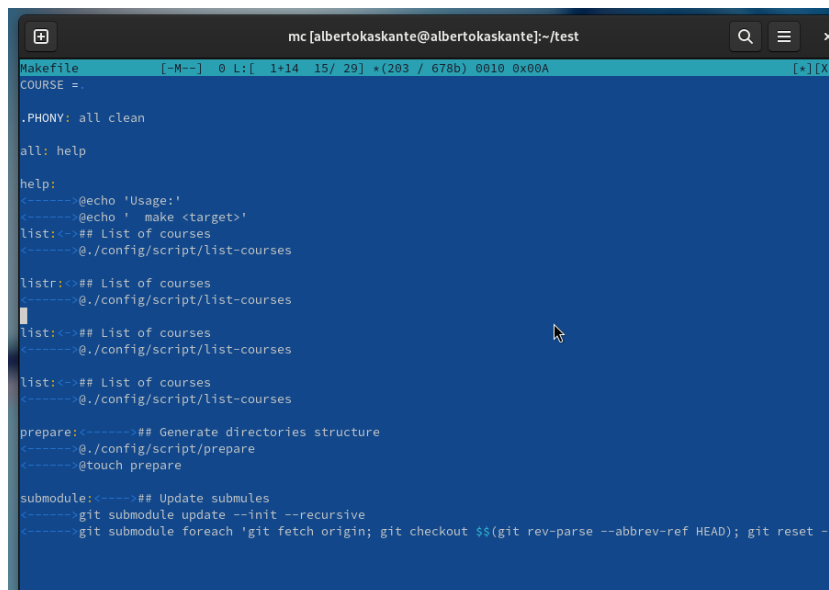 mc [albertokaskante@albertokaskante]:~/test
Makefile [-M--] 0 L:[ 1+14 15/ 29] *(203 / 678b) 0010 0x00A [*][X
COURSE =.
.PHONY: all clean
all: help
help:
<------>@echo 'Usage:'
<------>@echo '  make <target>'
list:<->## List of courses
<------>@./config/script/list-courses
listr:<>## List of courses
<------>@./config/script/list-courses
list:<->## List of courses
<------>@./config/script/list-courses
list:<->## List of courses
<------>@./config/script/list-courses
prepare:<------>## Generate directories structure
<------>@./config/script/prepare
<------>@touch prepare
submodule:<---->## Update submules
<------>git submodule update --init --recursive
<------>git submodule foreach 'git fetch origin; git checkout $$(git rev-parse --abbrev-ref HEAD); git reset -